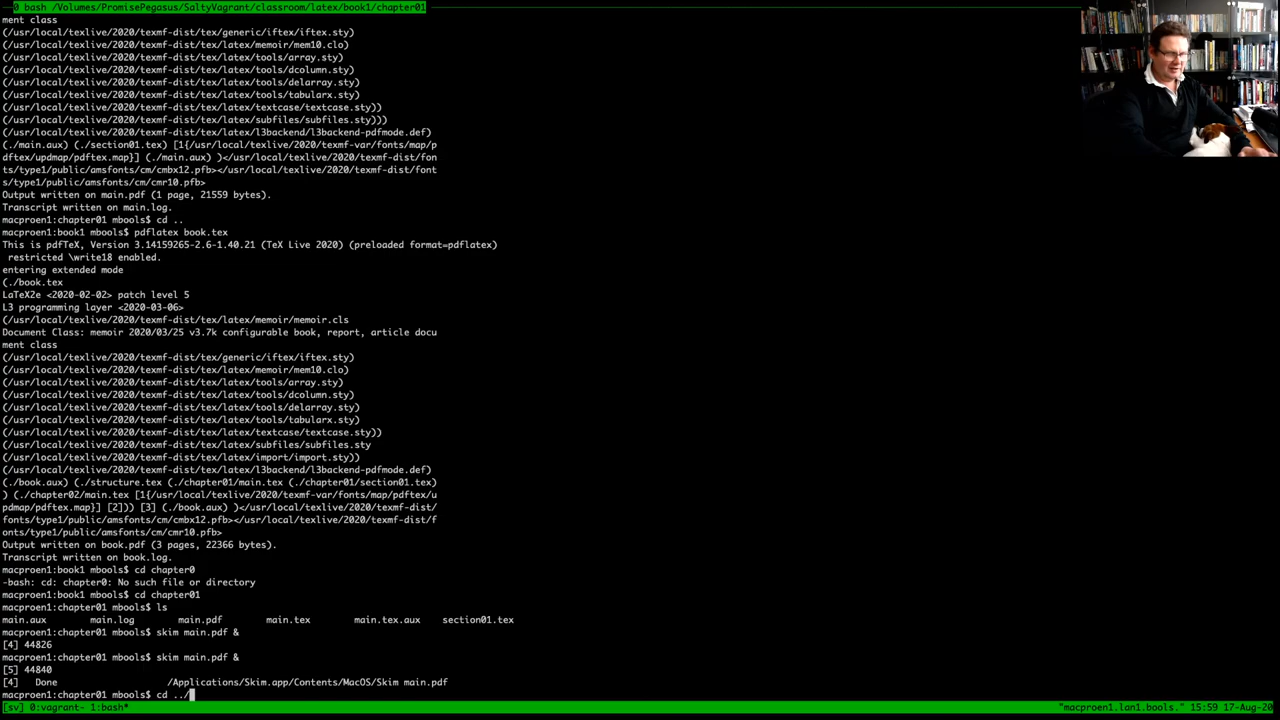 0 bash /Volumes/PromisePegasus/SaltyVagrant/classroom/latex/book1/chapter01
ment class
(/usr/local/texlive/2020/texmf-dist/tex/generic/iftex/iftex.sty)
(/usr/local/texlive/2020/texmf-dist/tex/latex/memoir/mem10.clo)
(/usr/local/texlive/2020/texmf-dist/tex/latex/tools/array.sty)
(/usr/local/texlive/2020/texmf-dist/tex/latex/tools/dcolumn.sty)
(/usr/local/texlive/2020/texmf-dist/tex/latex/tools/delarray.sty)
(/usr/local/texlive/2020/texmf-dist/tex/latex/tools/tabularx.sty)
(/usr/local/texlive/2020/texmf-dist/tex/latex/textcase/textcase.sty))
(/usr/local/texlive/2020/texmf-dist/tex/latex/subfiles/subfiles.sty)))
(/usr/local/texlive/2020/texmf-dist/tex/latex/l3backend/l3backend-pdfmode.def)
(./main.aux) (./section01.tex) [1{/usr/local/texlive/2020/texmf-var/fonts/map/p
dftex/updmap/pdftex.map}] (./main.aux) )</usr/local/texlive/2020/texmf-dist/fon
ts/type1/public/amsfonts/cm/cmbx12.pfb></usr/local/texlive/2020/texmf-dist/font
s/type1/public/amsfonts/cm/cmr10.pfb>
Output written on main.pdf (1 page, 21559 bytes).
Transcript written on main.log.
macproen1:chapter01 mbools$ cd ..
macproen1:book1 mbools$ pdflatex book.tex
This is pdfTeX, Version 3.14159265-2.6-1.40.21 (TeX Live 2020) (preloaded format=pdflatex)
 restricted \write18 enabled.
entering extended mode
(./book.tex
LaTeX2e <2020-02-02> patch level 5
L3 programming layer <2020-03-06>
(/usr/local/texlive/2020/texmf-dist/tex/latex/memoir/memoir.cls
Document Class: memoir 2020/03/25 v3.7k configurable book, report, article docu
ment class
(/usr/local/texlive/2020/texmf-dist/tex/generic/iftex/iftex.sty)
(/usr/local/texlive/2020/texmf-dist/tex/latex/memoir/mem10.clo)
(/usr/local/texlive/2020/texmf-dist/tex/latex/tools/array.sty)
(/usr/local/texlive/2020/texmf-dist/tex/latex/tools/dcolumn.sty)
(/usr/local/texlive/2020/texmf-dist/tex/latex/tools/delarray.sty)
(/usr/local/texlive/2020/texmf-dist/tex/latex/tools/tabularx.sty)
(/usr/local/texlive/2020/texmf-dist/tex/latex/textcase/textcase.sty))
(/usr/local/texlive/2020/texmf-dist/tex/latex/subfiles/subfiles.sty
(/usr/local/texlive/2020/texmf-dist/tex/latex/import/import.sty))
(/usr/local/texlive/2020/texmf-dist/tex/latex/l3backend/l3backend-pdfmode.def)
(./book.aux) (./structure.tex (./chapter01/main.tex (./chapter01/section01.tex)
) (./chapter02/main.tex [1{/usr/local/texlive/2020/texmf-var/fonts/map/pdftex/u
pdmap/pdftex.map}] [2])) [3] (./book.aux) )</usr/local/texlive/2020/texmf-dist/
fonts/type1/public/amsfonts/cm/cmbx12.pfb></usr/local/texlive/2020/texmf-dist/f
onts/type1/public/amsfonts/cm/cmr10.pfb>
Output written on book.pdf (3 pages, 22366 bytes).
Transcript written on book.log.
macproen1:book1 mbools$ cd chapter0
-bash: cd: chapter0: No such file or directory
macproen1:book1 mbools$ cd chapter01
macproen1:chapter01 mbools$ ls
main.aux main.log main.pdf main.tex main.tex.aux section01.tex
macproen1:chapter01 mbools$ skim main.pdf &
[4] 44826
macproen1:chapter01 mbools$ skim main.pdf &
[5] 44840
[4] Done /Applications/Skim.app/Contents/MacOS/Skim main.pdf
macproen1:chapter01 mbools$ cd ../
[sv] 0:vagrant- 1:bash* "macproen1.lan1.bools." 15:59 17-Aug-20